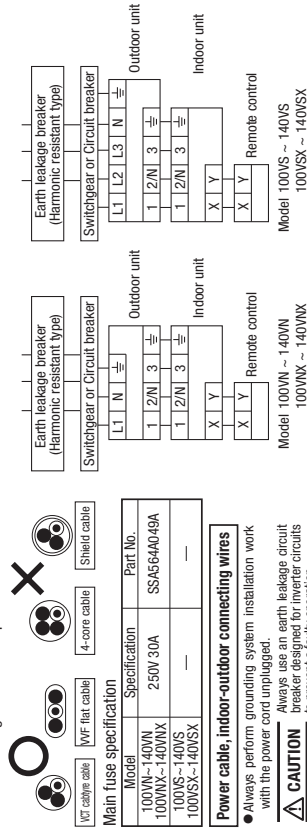 VCT cabtyre cable
VVF flat cable
4-core cable
Shield cable
Main fuse specification
Model Specification Part No.
100VN~140VN
100VNX~140VNX
250V 30A SSA564A049A
100VS~140VS
100VSX~140VSX
— —
Power cable, indoor-outdoor connecting wires
● Always perform grounding system installation work
with the power cord unplugged.
CAUTION
Always use an earth leakage circuit
breaker designed for inverter circuits
Earth leakage breaker
(Harmonic resistant type)
Switchgear or Circuit breaker
L1 N
Outdoor unit
1 2/N 3
1 2/N 3
Indoor unit
X Y
X Y
Remote control
Model 100VN ~ 140VN
100VNX ~ 140VNX
Earth leakage breaker
(Harmonic resistant type)
Switchgear or Circuit breaker
L1 L2 L3 N
Outdoor unit
1 2/N 3
1 2/N 3
Indoor unit
X Y
X Y
Remote control
Model 100VS ~ 140VS
100VSX ~ 140VSX